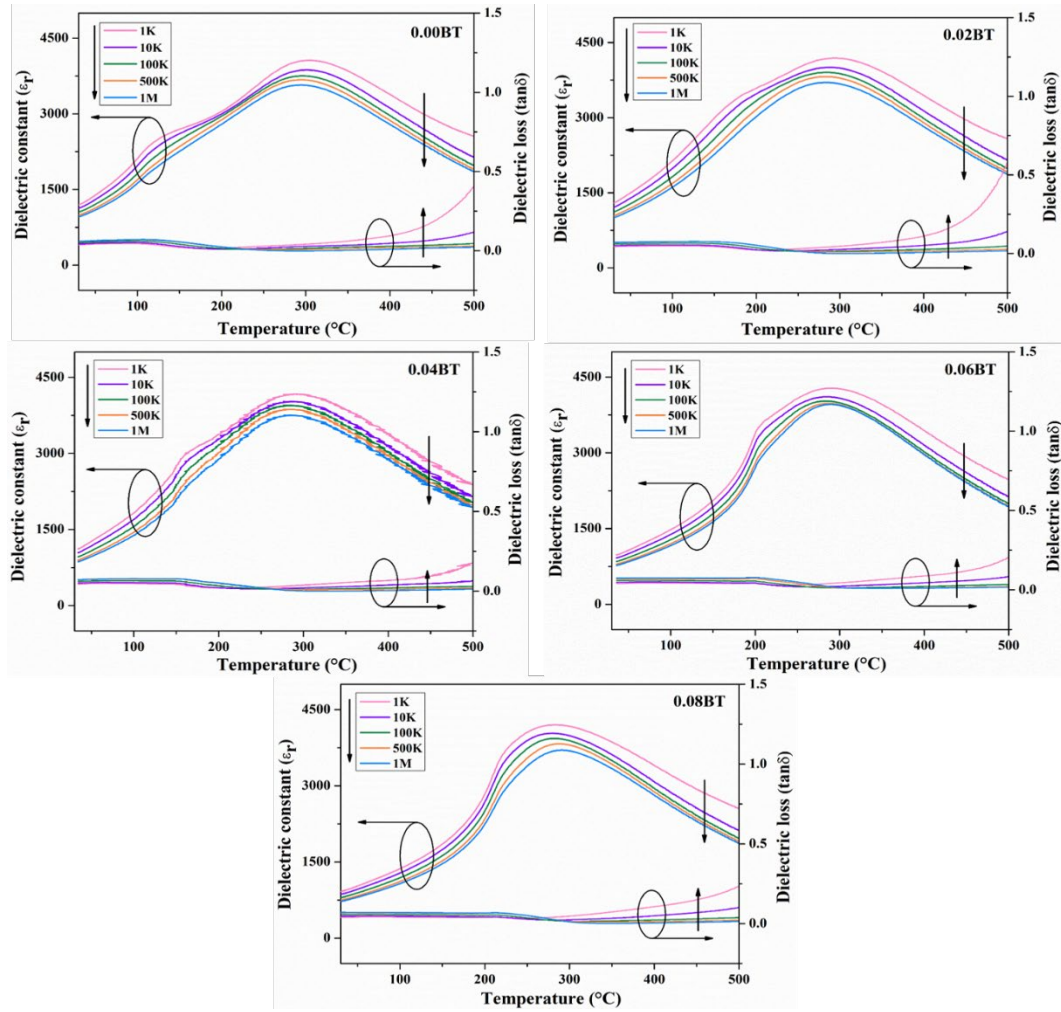 0.00BT
1K
10K
100K
500K
1M
Dielectric constant (εr)
4500
3000
1500
0
1.5
1.0
0.5
0.0
Dielectric loss (tanδ)
100 200 300 400 500
Temperature (°C)
0.02BT
1K
10K
100K
500K
1M
Dielectric constant (εr)
4500
3000
1500
0
1.5
1.0
0.5
0.0
Dielectric loss (tanδ)
100 200 300 400 500
Temperature (°C)
0.04BT
1K
10K
100K
500K
1M
Dielectric constant (εr)
4500
3000
1500
0
1.5
1.0
0.5
0.0
Dielectric loss (tanδ)
100 200 300 400 500
Temperature (°C)
0.06BT
1K
10K
100K
500K
1M
Dielectric constant (εr)
4500
3000
1500
0
1.5
1.0
0.5
0.0
Dielectric loss (tanδ)
100 200 300 400 500
Temperature (°C)
0.08BT
1K
10K
100K
500K
1M
Dielectric constant (εr)
4500
3000
1500
0
1.5
1.0
0.5
0.0
Dielectric loss (tanδ)
100 200 300 400 500
Temperature (°C)